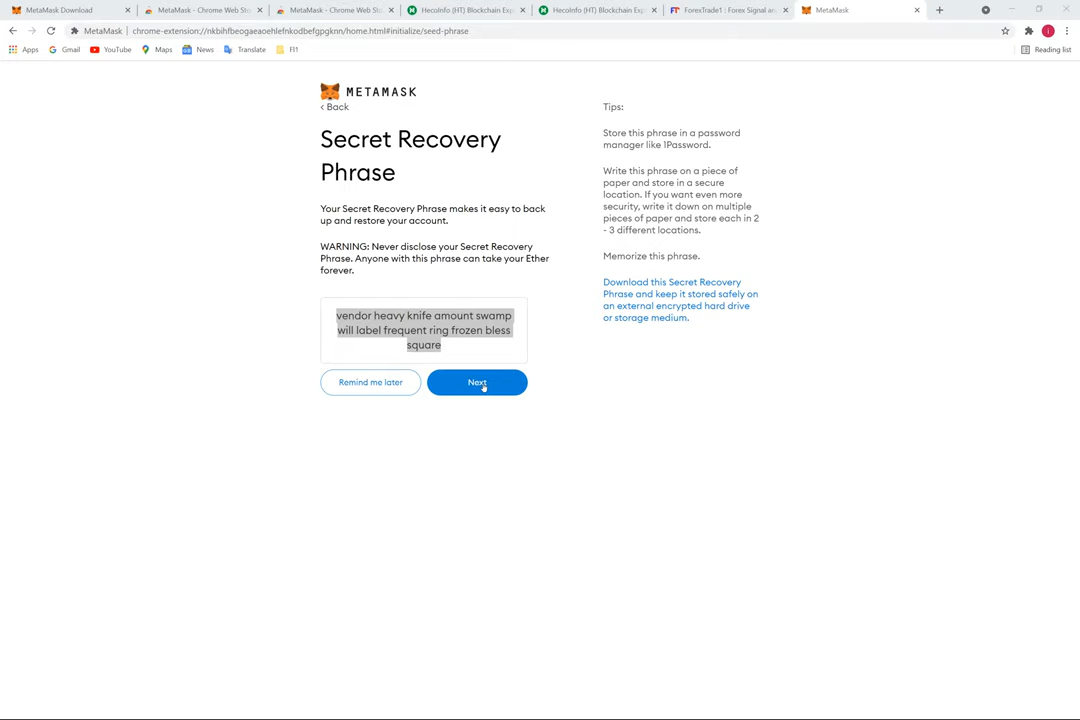 MetaMask Download
MetaMask - Chrome Web Sto
MetaMask - Chrome Web Sto
HecoInfo (HT) Blockchain Exp
HecoInfo (HT) Blockchain Exp
ForexTrade1 : Forex Signal and
MetaMask
MetaMask | chrome-extension://nkbihfbeogaeaoehlefnkodbefgpgknn/home.html#initialize/seed-phrase
Apps
Gmail
YouTube
Maps
News
Translate
FI1
Reading list
METAMASK
< Back
Secret Recovery
Phrase
Your Secret Recovery Phrase makes it easy to back
up and restore your account.
WARNING: Never disclose your Secret Recovery
Phrase. Anyone with this phrase can take your Ether
forever.
vendor heavy knife amount swamp
will label frequent ring frozen bless
square
Remind me later
Next
Tips:
Store this phrase in a password
manager like 1Password.
Write this phrase on a piece of
paper and store in a secure
location. If you want even more
security, write it down on multiple
pieces of paper and store each in 2
- 3 different locations.
Memorize this phrase.
Download this Secret Recovery
Phrase and keep it stored safely on
an external encrypted hard drive
or storage medium.